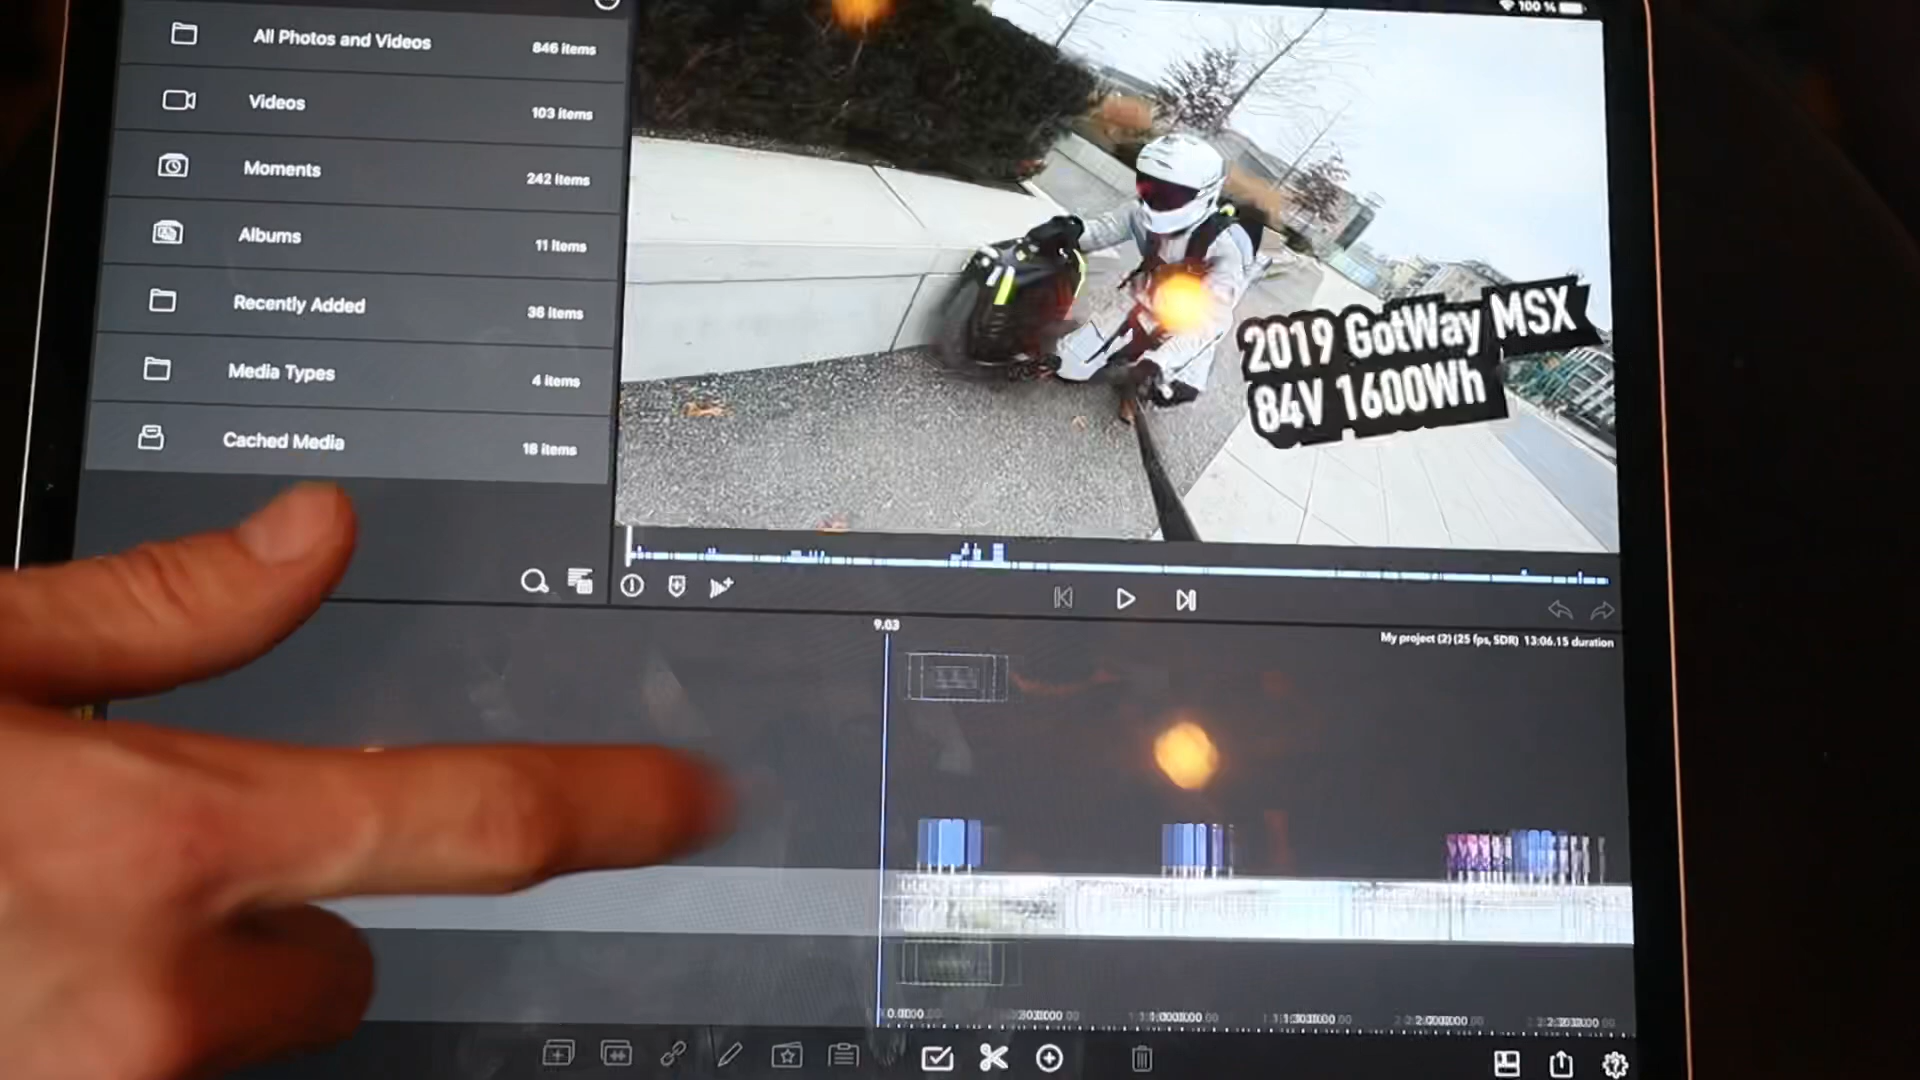 100 %
All Photos and Videos 846 items
Videos 103 items
Moments 242 items
Albums 11 items
Recently Added 36 items
Media Types 4 items
Cached Media 18 items
2019 GotWay MSX
84V 1600Wh
9.03
My project (2) (25 fps, SDR) 13:06.15 duration